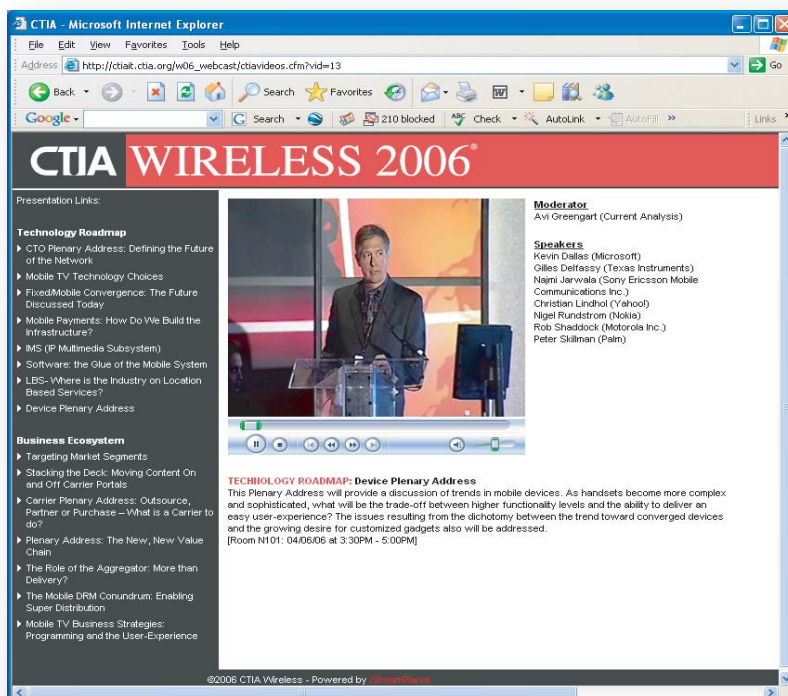 CTIA - Microsoft Internet Explorer
File Edit View Favorites Tools Help
Address http://ctiait.ctia.org/w06_webcast/ctiavideos.cfm?vid=13 Go
Back Search Favorites
Google Search 210 blocked ABC Check AutoLink AutoFill Links
CTIA WIRELESS 2006®
Presentation Links:
Technology Roadmap
CTO Plenary Address: Defining the Future
of the Network
Mobile TV Technology Choices
Fixed/Mobile Convergence: The Future
Discussed Today
Mobile Payments: How Do We Build the
Infrastructure?
IMS (IP Multimedia Subsystem)
Software: the Glue of the Mobile System
LBS- Where is the Industry on Location
Based Services?
Device Plenary Address
Business Ecosystem
Targeting Market Segments
Stacking the Deck: Moving Content On
and Off Carrier Portals
Carrier Plenary Address: Outsource,
Partner or Purchase – What is a Carrier to
do?
Plenary Address: The New, New Value
Chain
The Role of the Aggregator: More than
Delivery?
The Mobile DRM Conundrum: Enabling
Super Distribution
Mobile TV Business Strategies:
Programming and the User-Experience
Moderator
Avi Greengart (Current Analysis)
Speakers
Kevin Dallas (Microsoft)
Gilles Delfassy (Texas Instruments)
Najmi Jarwala (Sony Ericsson Mobile
Communications Inc.)
Christian Lindhol (Yahoo!)
Nigel Rundstrom (Nokia)
Rob Shaddock (Motorola Inc.)
Peter Skillman (Palm)
TECHNOLOGY ROADMAP: Device Plenary Address
This Plenary Address will provide a discussion of trends in mobile devices. As handsets become more complex
and sophisticated, what will be the trade-off between higher functionality levels and the ability to deliver an
easy user-experience? The issues resulting from the dichotomy between the trend toward converged devices
and the growing desire for customized gadgets also will be addressed.
[Room N101: 04/06/06 at 3:30PM - 5:00PM]
©2006 CTIA Wireless - Powered by iStreamPlanet